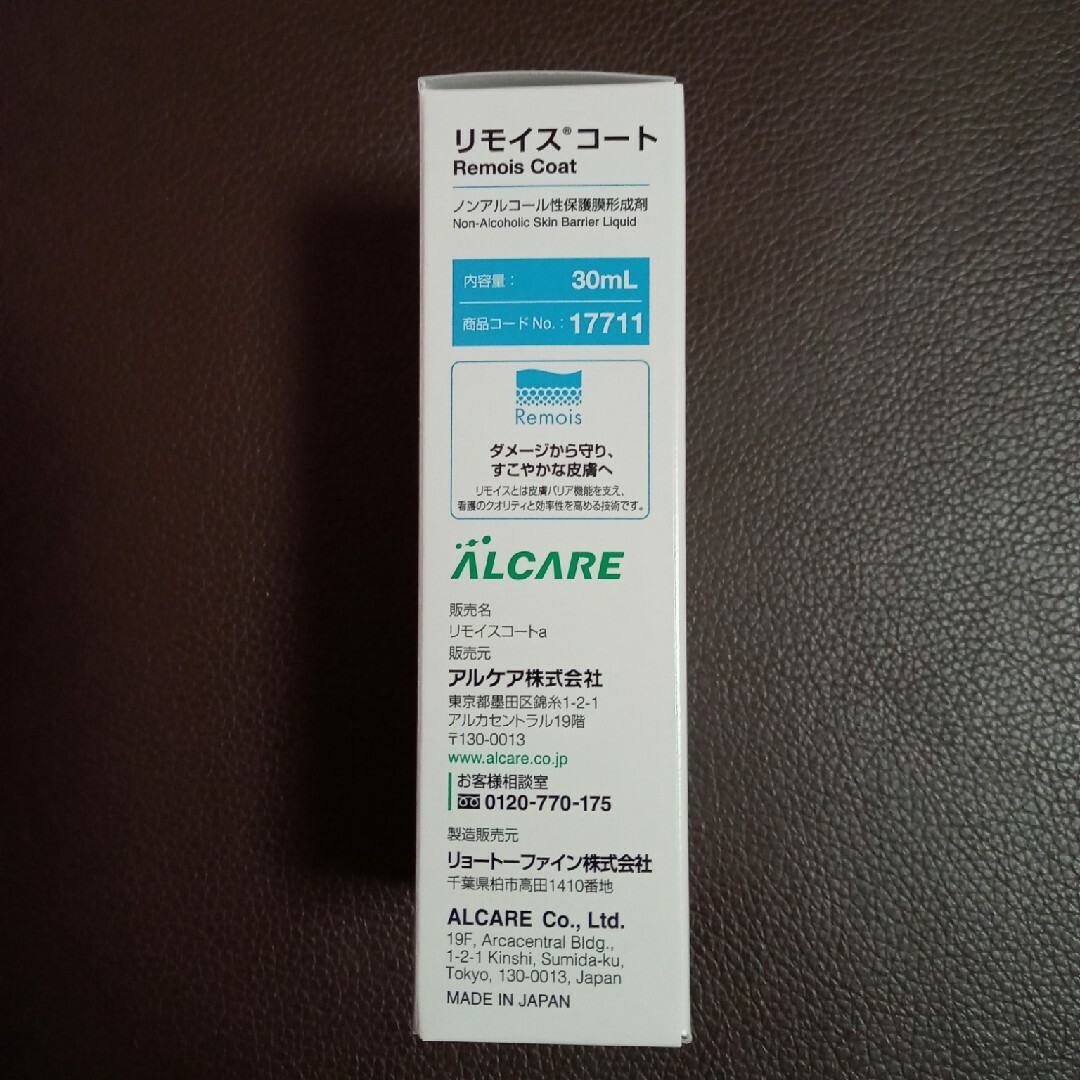 リモイス®コート
Remois Coat
ノンアルコール性保護膜形成剤
Non-Alcoholic Skin Barrier Liquid
内容量： 30mL
商品コード No.：17711
Remois
ダメージから守り、
すこやかな皮膚へ
リモイスとは皮膚バリア機能を支え、
看護のクオリティと効率性を高める技術です。
ALCARE
販売名
リモイスコートa
販売元
アルケア株式会社
東京都墨田区錦糸1-2-1
アルカセントラル19階
〒130-0013
www.alcare.co.jp
お客様相談室
0120-770-175
製造販売元
リョートーファイン株式会社
千葉県柏市高田1410番地
ALCARE Co., Ltd.
19F, Arcacentral Bldg.,
1-2-1 Kinshi, Sumida-ku,
Tokyo, 130-0013, Japan
MADE IN JAPAN